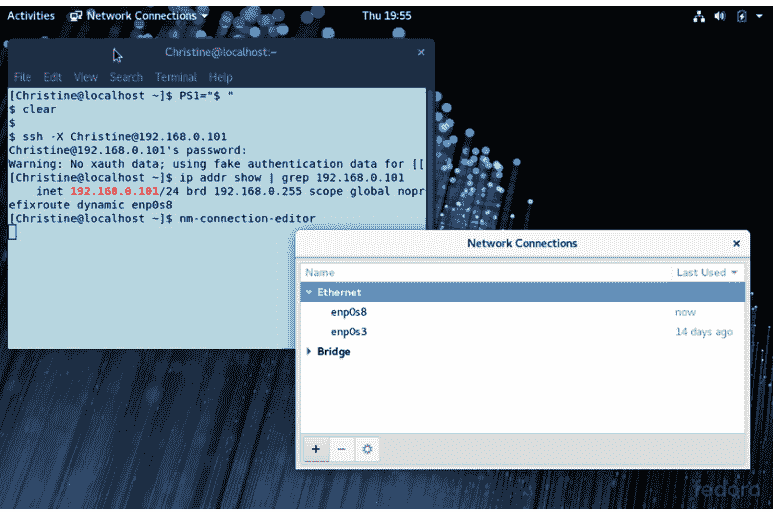 Activities Network Connections Thu 19:55
Christine@localhost:~
File Edit View Search Terminal Help
[Christine@localhost ~]$ PS1="$ "
$ clear
$
$ ssh -X Christine@192.168.0.101
Christine@192.168.0.101's password:
Warning: No xauth data; using fake authentication data for [[
[Christine@localhost ~]$ ip addr show | grep 192.168.0.101
inet 192.168.0.101/24 brd 192.168.0.255 scope global nopr
efixroute dynamic enp0s8
[Christine@localhost ~]$ nm-connection-editor
Network Connections
Name Last Used
Ethernet
enp0s8 now
enp0s3 14 days ago
Bridge
fedora